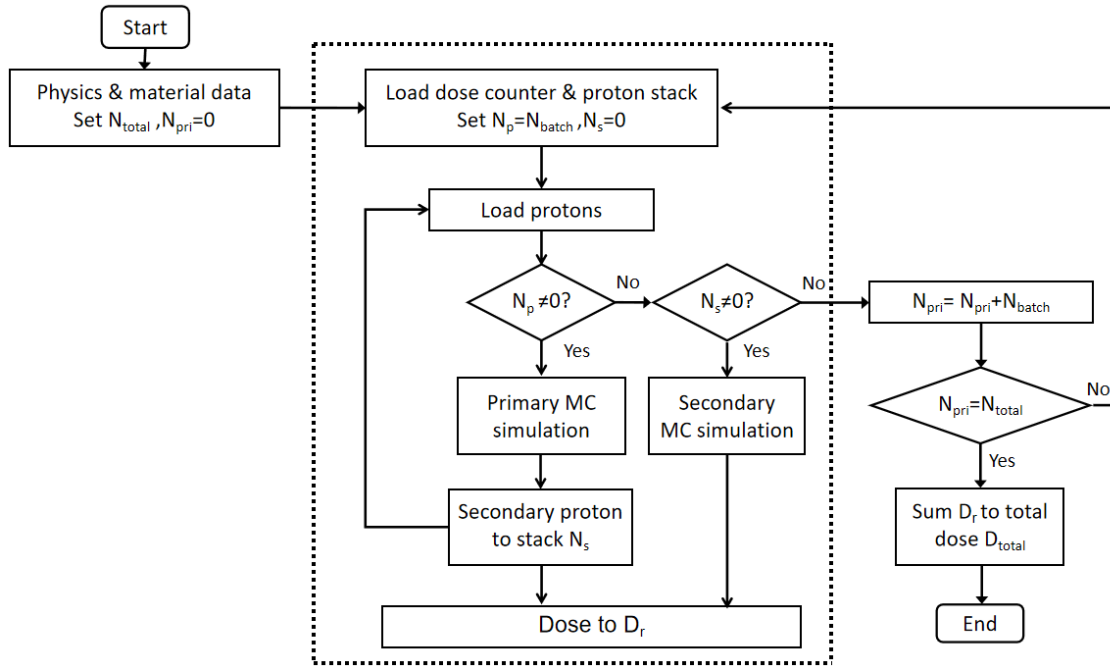 Start
Physics & material data
Set N_total ,N_pri=0
Load dose counter & proton stack
Set N_p=N_batch ,N_s=0
Load protons
N_p ≠0?
No
N_s≠0?
No
N_pri= N_pri+N_batch
Yes
Yes
Primary MC
simulation
Secondary
MC simulation
N_pri=N_total
No
Yes
Secondary proton
to stack N_s
Sum D_r to total
dose D_total
Dose to D_r
End